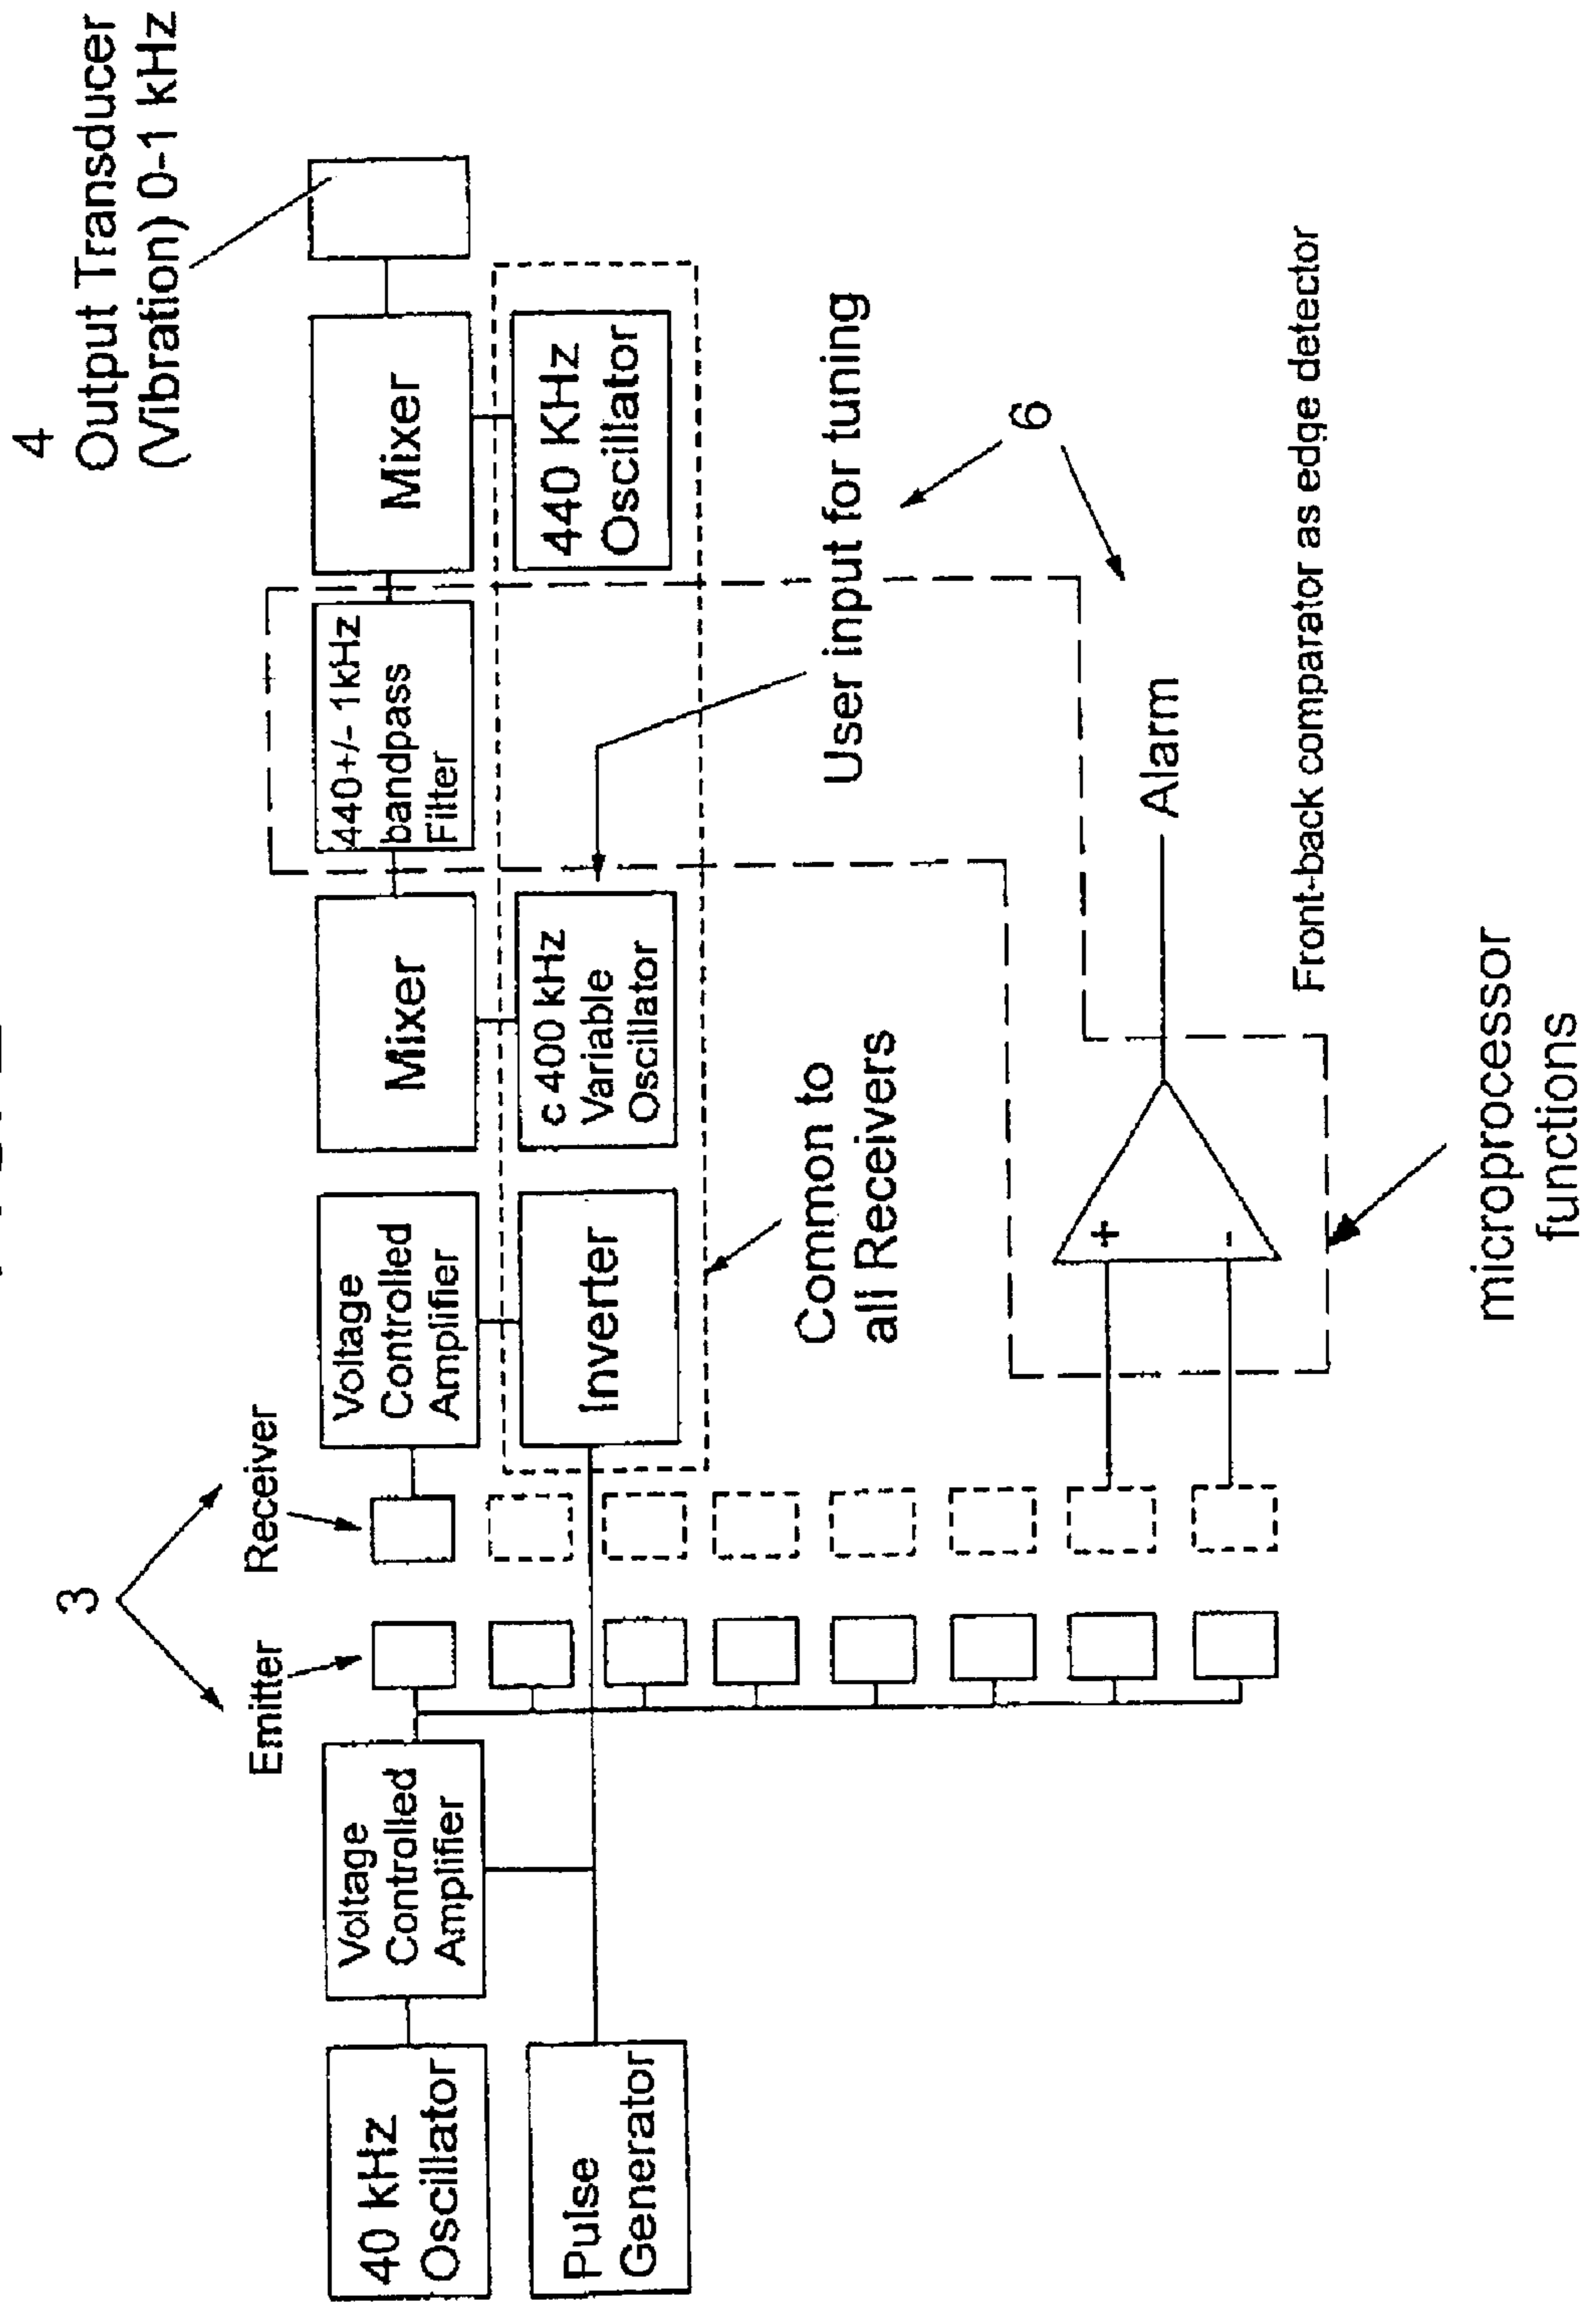 4
Output Transducer
(Vibration) 0-1 kHz
3
Emitter
Receiver
40 kHz
Oscillator
Voltage
Controlled
Amplifier
Voltage
Controlled
Amplifier
Mixer
440+/- 1kHz
bandpass
Filter
Mixer
Pulse
Generator
Inverter
c 400 kHz
Variable
Oscillator
440 KHz
Oscillator
Common to
all Receivers
User input for tuning
6
+
-
Alarm
Front-back comparator as edge detector
microprocessor
functions